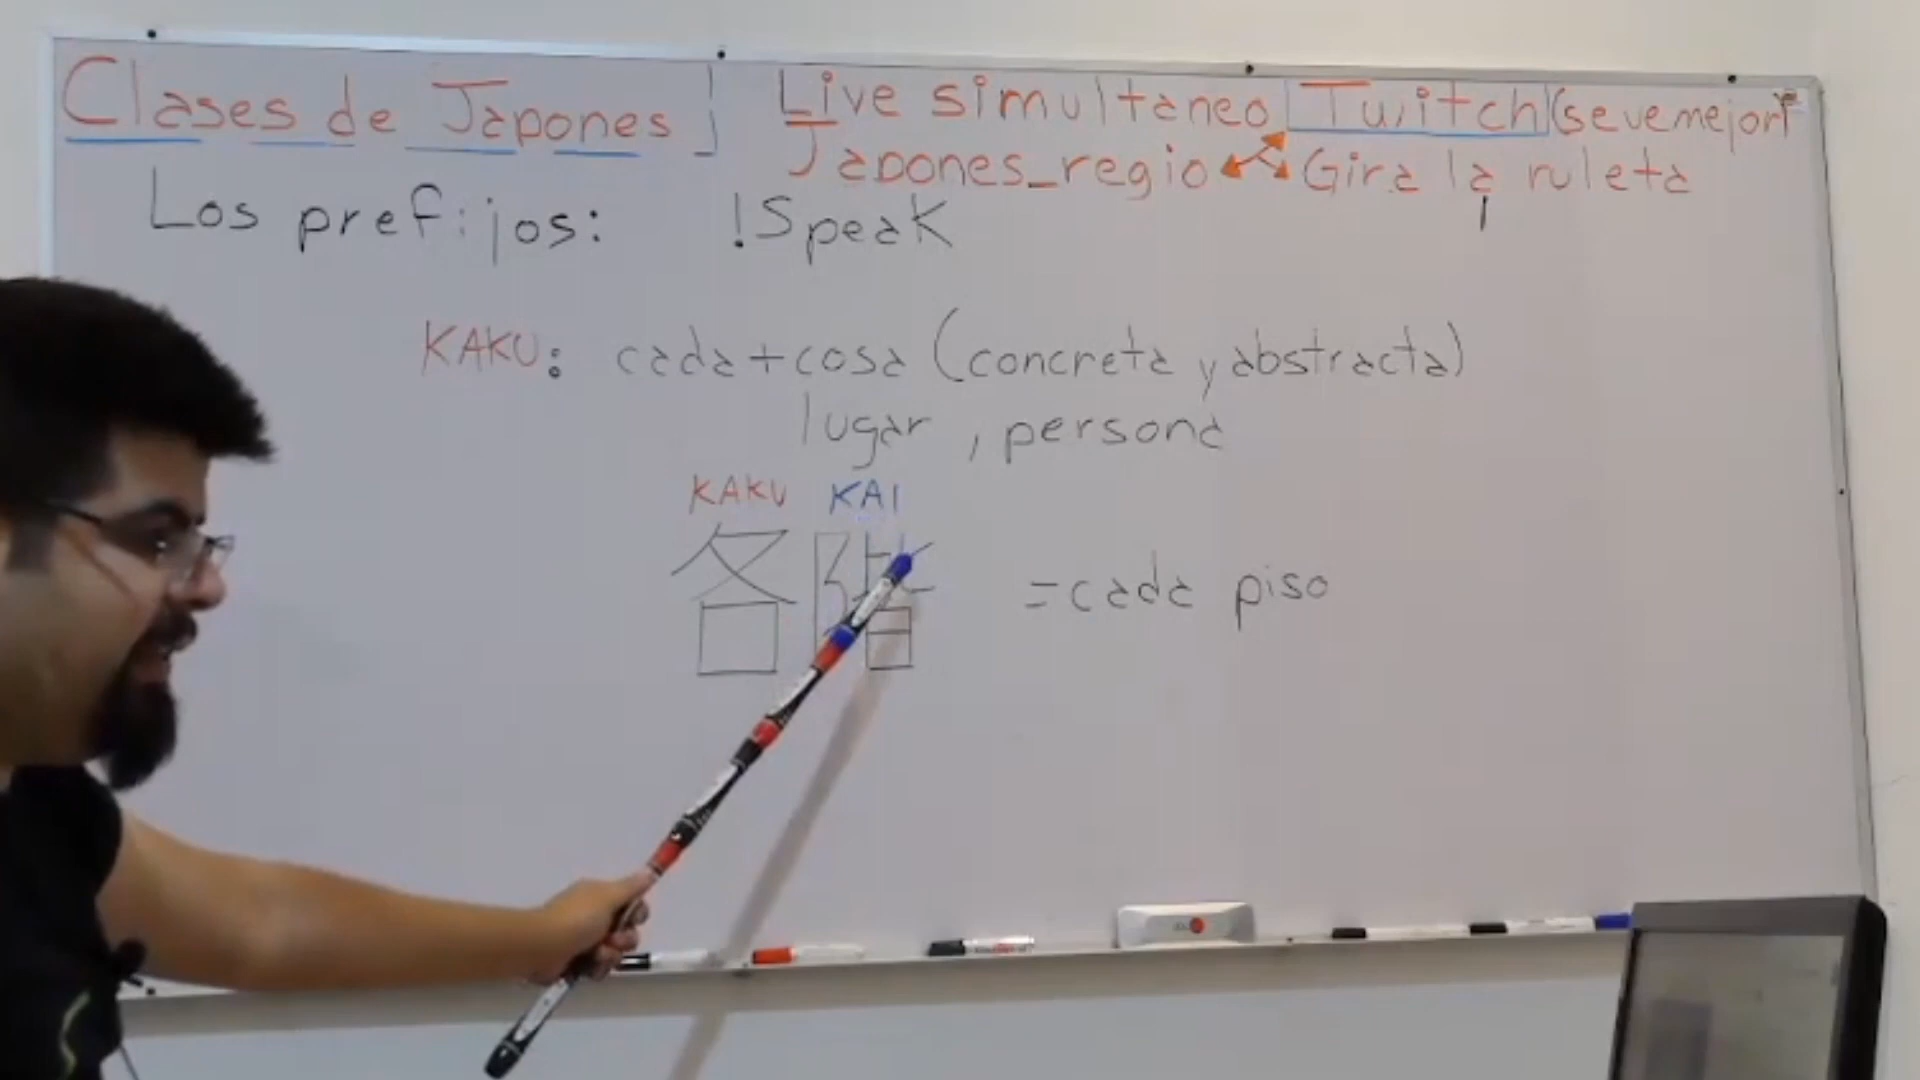 Clases de Japones
Live simultaneo Twitch (se ve mejor)
Japones_regio Gira la ruleta
Los prefijos: !Speak
KAKU: cada + cosa (concreta y abstracta)
lugar, persona
KAKU KAI
各階 = cada piso